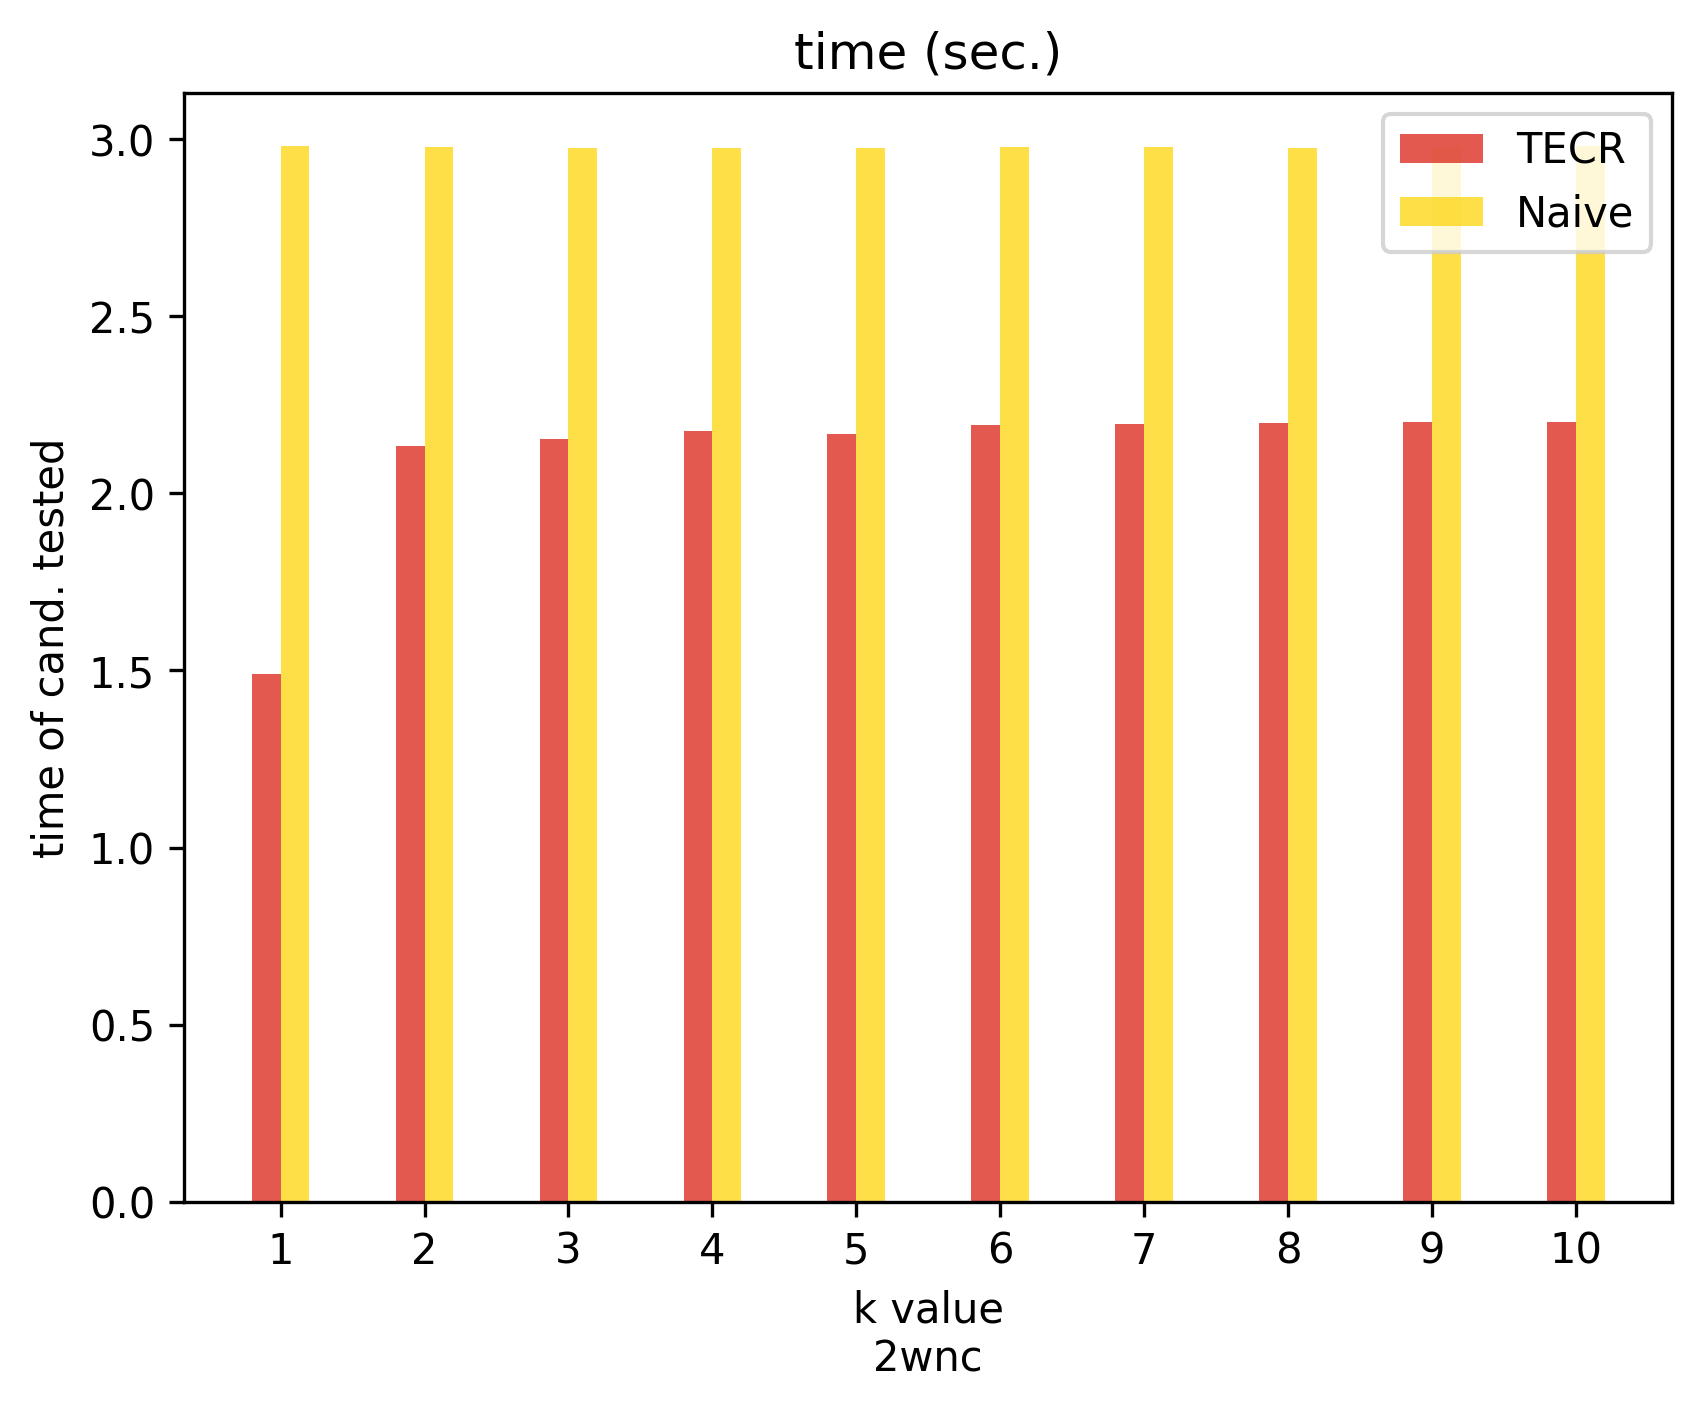 time (sec.)
TECR
Naive
time of cand. tested
3.0
2.5
2.0
1.5
1.0
0.5
0.0
1 2 3 4 5 6 7 8 9 10
k value
2wnc